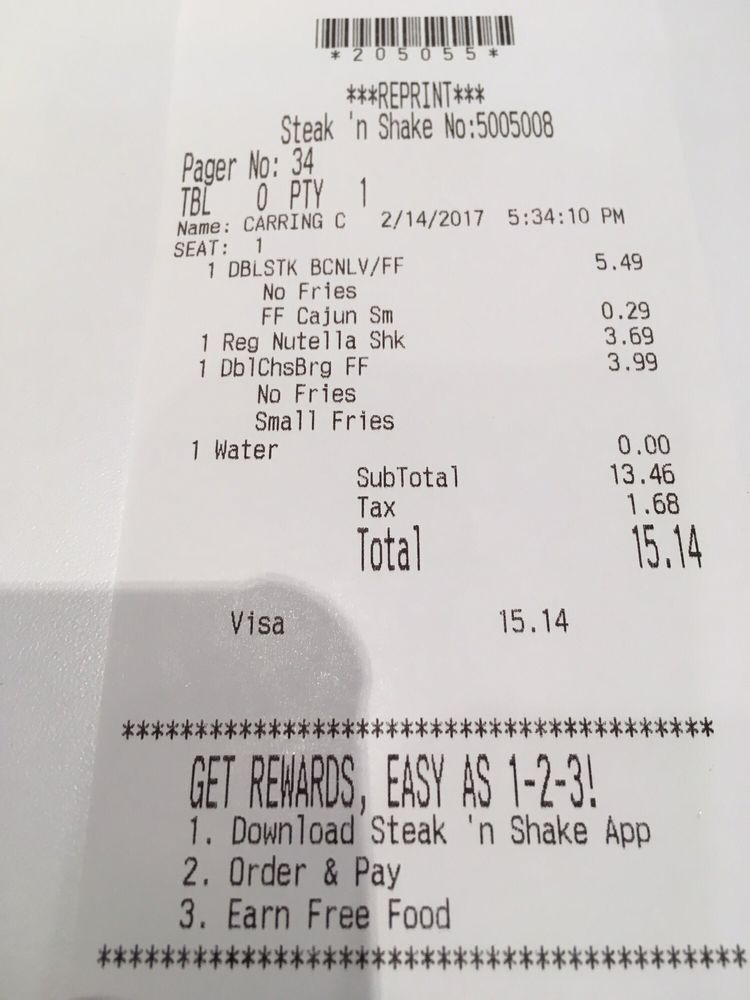 *205055*
***REPRINT***
Steak 'n Shake No:5005008
Pager No: 34
TBL 0 PTY 1
Name: CARRING C 2/14/2017 5:34:10 PM
SEAT: 1
1 DBLSTK BCNLV/FF 5.49
No Fries
FF Cajun Sm 0.29
1 Reg Nutella Shk 3.69
1 DblChsBrg FF 3.99
No Fries
Small Fries
1 Water 0.00
SubTotal 13.46
Tax 1.68
Total 15.14
Visa 15.14
****************************************
GET REWARDS, EASY AS 1-2-3!
1. Download Steak 'n Shake App
2. Order & Pay
3. Earn Free Food
****************************************